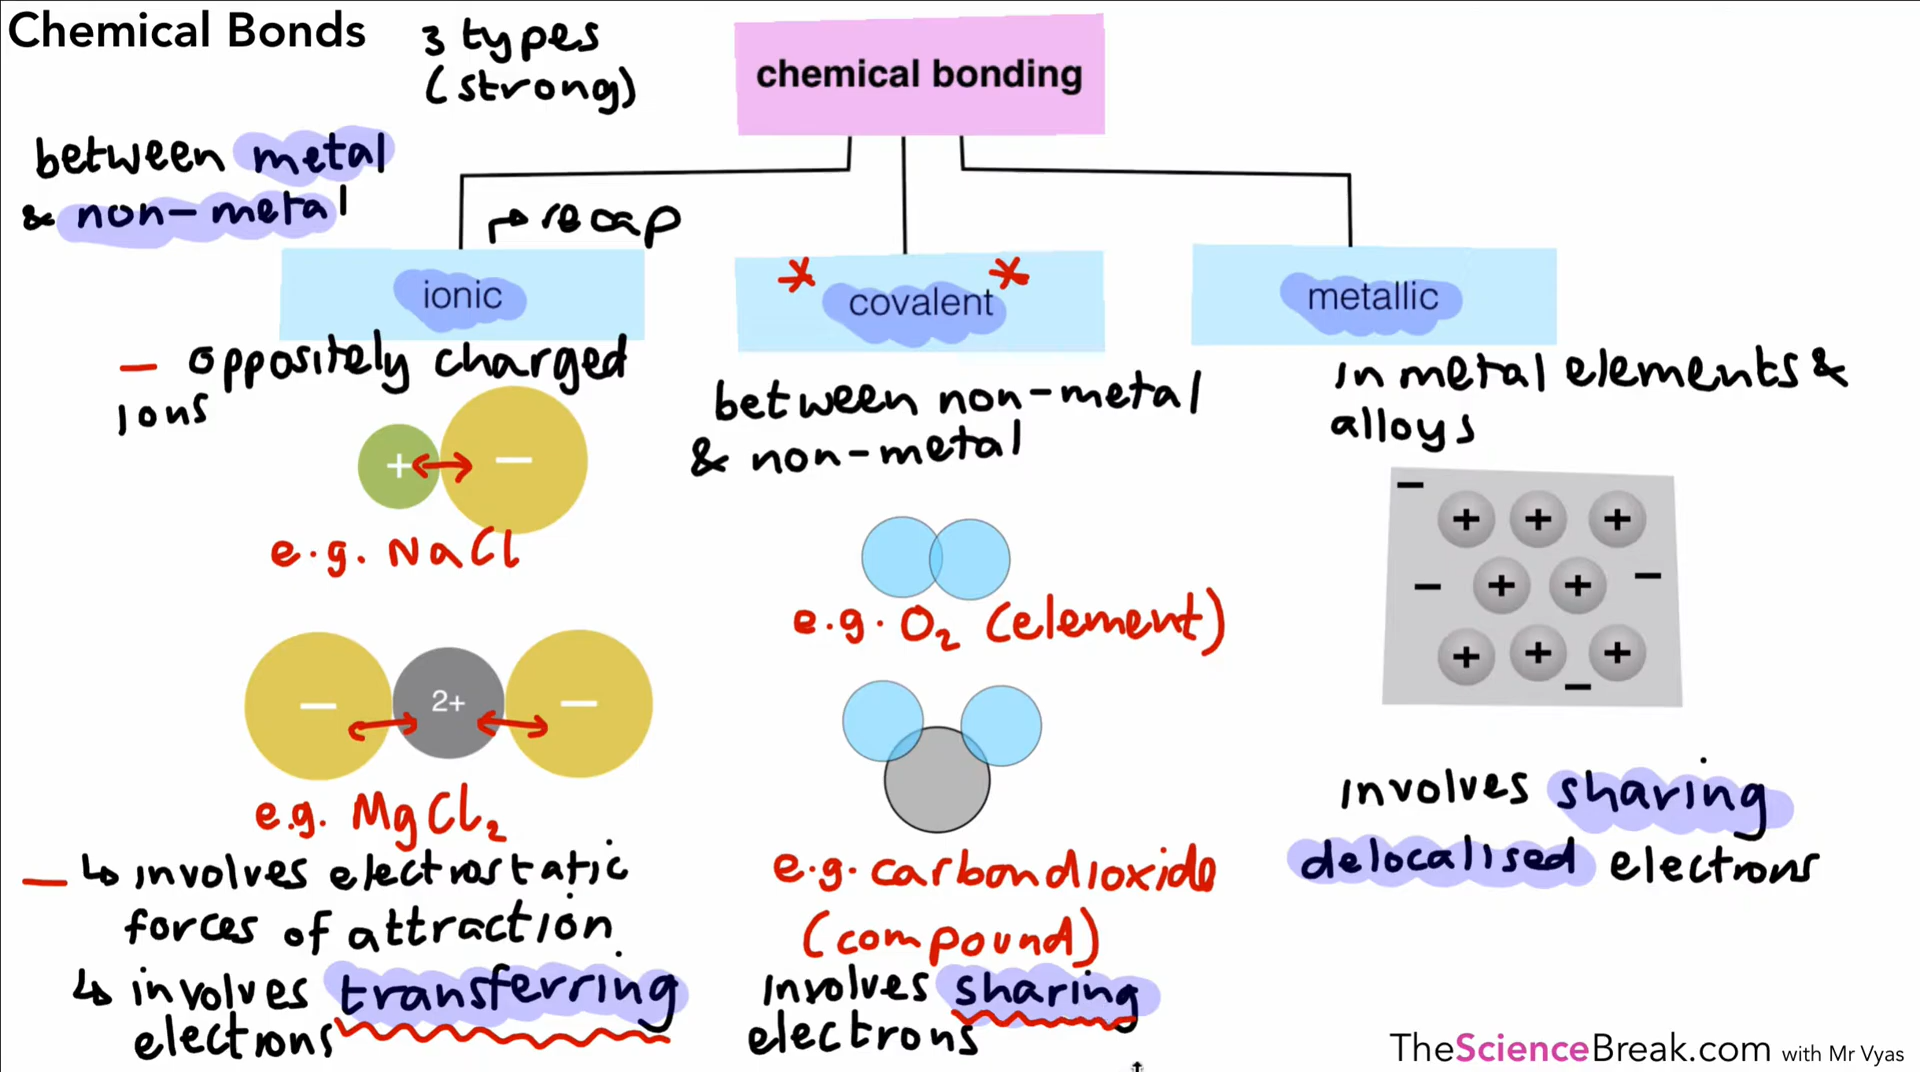 Chemical Bonds
3 types
(strong)
chemical bonding
between metal
& non-metal
→ recap
ionic
covalent
metallic
– oppositely charged
ions
+
–
e.g. NaCl
–
2+
–
e.g. MgCl₂
– ↳ involves electrostatic
forces of attraction
↳ involves transferring
electrons
* *
between non-metal
& non-metal
e.g. O₂ (element)
e.g. carbondioxide
(compound)
involves sharing
electrons
in metal elements &
alloys
–
+ + +
– + + –
+ + +
–
involves sharing
delocalised electrons
TheScienceBreak.com with Mr Vyas